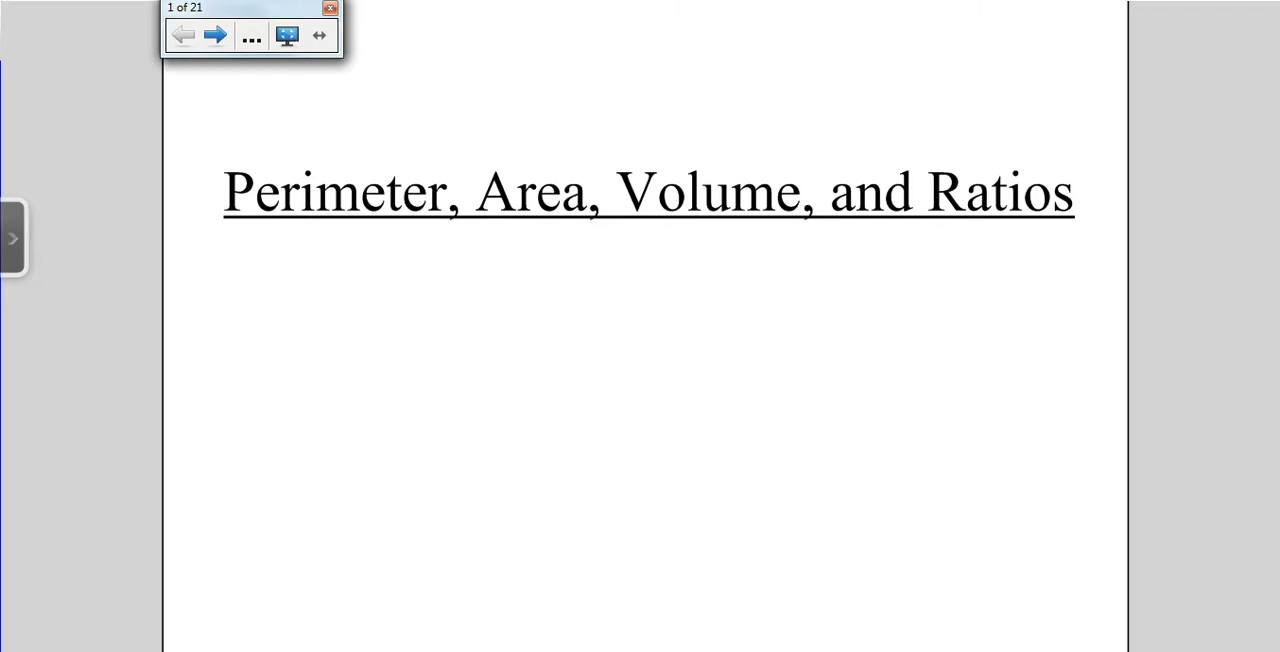 1 of 21
...
Perimeter, Area, Volume, and Ratios